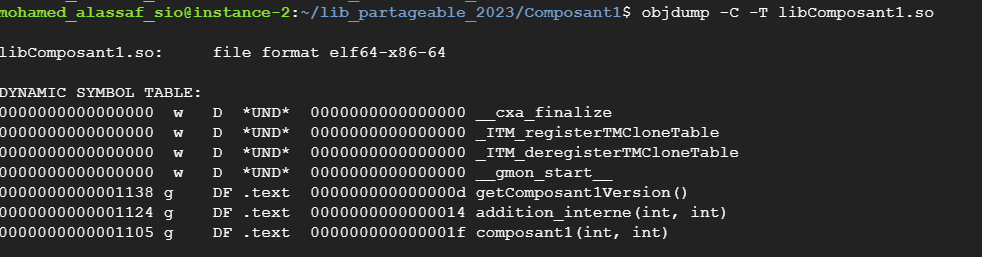 mohamed_alassaf_sio@instance-2:~/lib_partageable_2023/Composant1$ objdump -C -T libComposant1.so
libComposant1.so:     file format elf64-x86-64
DYNAMIC SYMBOL TABLE:
0000000000000000  w   D  *UND*  0000000000000000 __cxa_finalize
0000000000000000  w   D  *UND*  0000000000000000 _ITM_registerTMCloneTable
0000000000000000  w   D  *UND*  0000000000000000 _ITM_deregisterTMCloneTable
0000000000000000  w   D  *UND*  0000000000000000 __gmon_start__
0000000000001138 g    DF .text  000000000000000d getComposant1Version()
0000000000001124 g    DF .text  0000000000000014 addition_interne(int, int)
0000000000001105 g    DF .text  000000000000001f composant1(int, int)